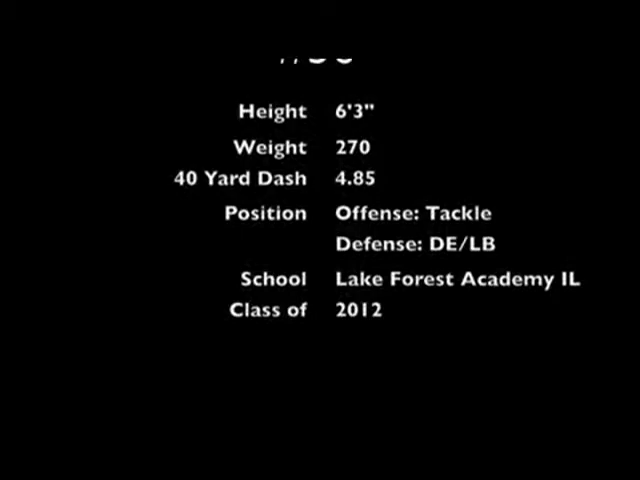 Height 6'3"
Weight 270
40 Yard Dash 4.85
Position Offense: Tackle
Defense: DE/LB
School Lake Forest Academy IL
Class of 2012